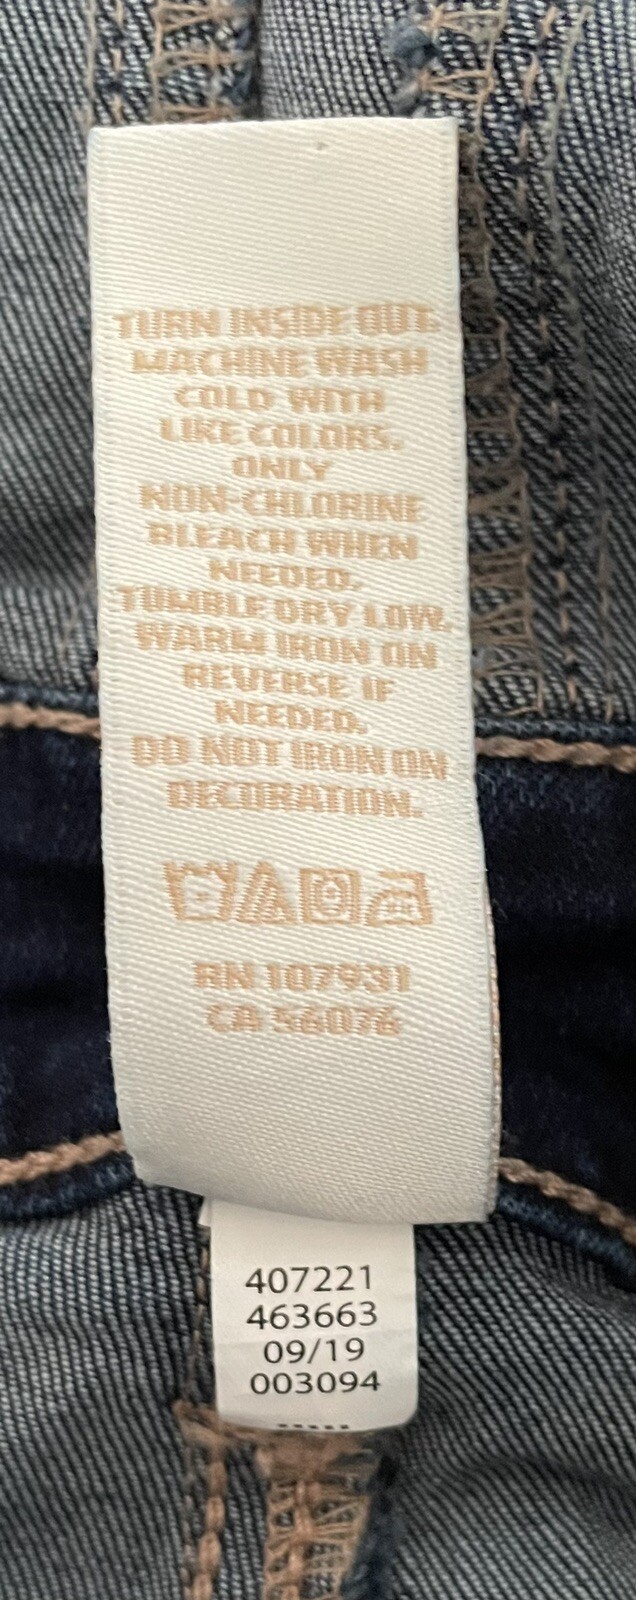 TURN INSIDE OUT.
MACHINE WASH
COLD WITH
LIKE COLORS.
ONLY
NON-CHLORINE
BLEACH WHEN
NEEDED.
TUMBLE DRY LOW.
WARM IRON ON
REVERSE IF
NEEDED.
DO NOT IRON ON
DECORATION.
RN 107931
CA 56076
407221
463663
09/19
003094